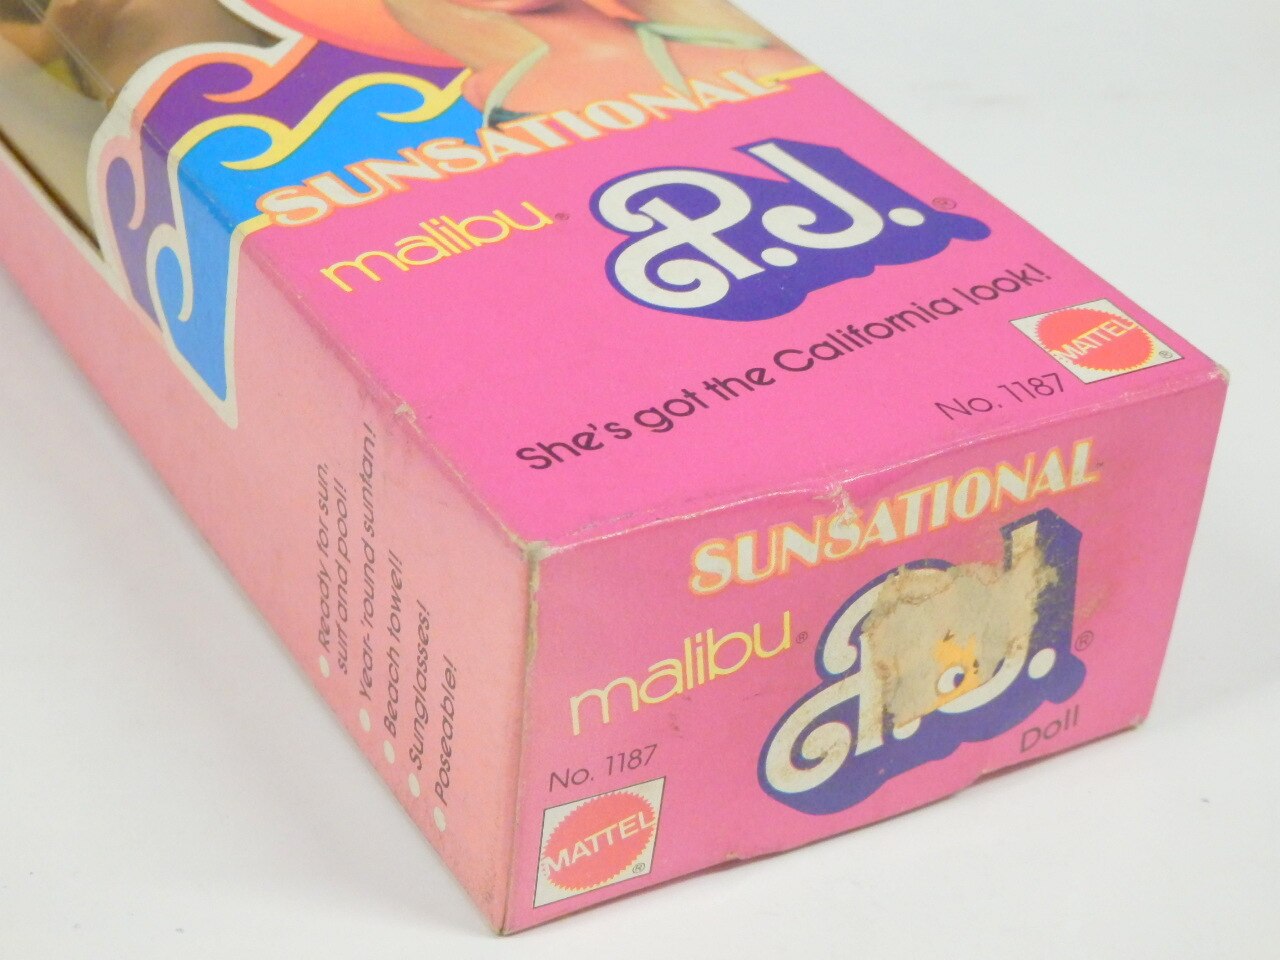 SUNSATIONAL
malibu®
P.J.®
She's got the California look!
MATTEL®
No. 1187
• Ready for sun,
surf and pool!
• Year-'round suntan!
• Beach towel!
• Sunglasses!
• Poseable!
SUNSATIONAL™
malibu®
P.J.®
Doll
No. 1187
MATTEL®